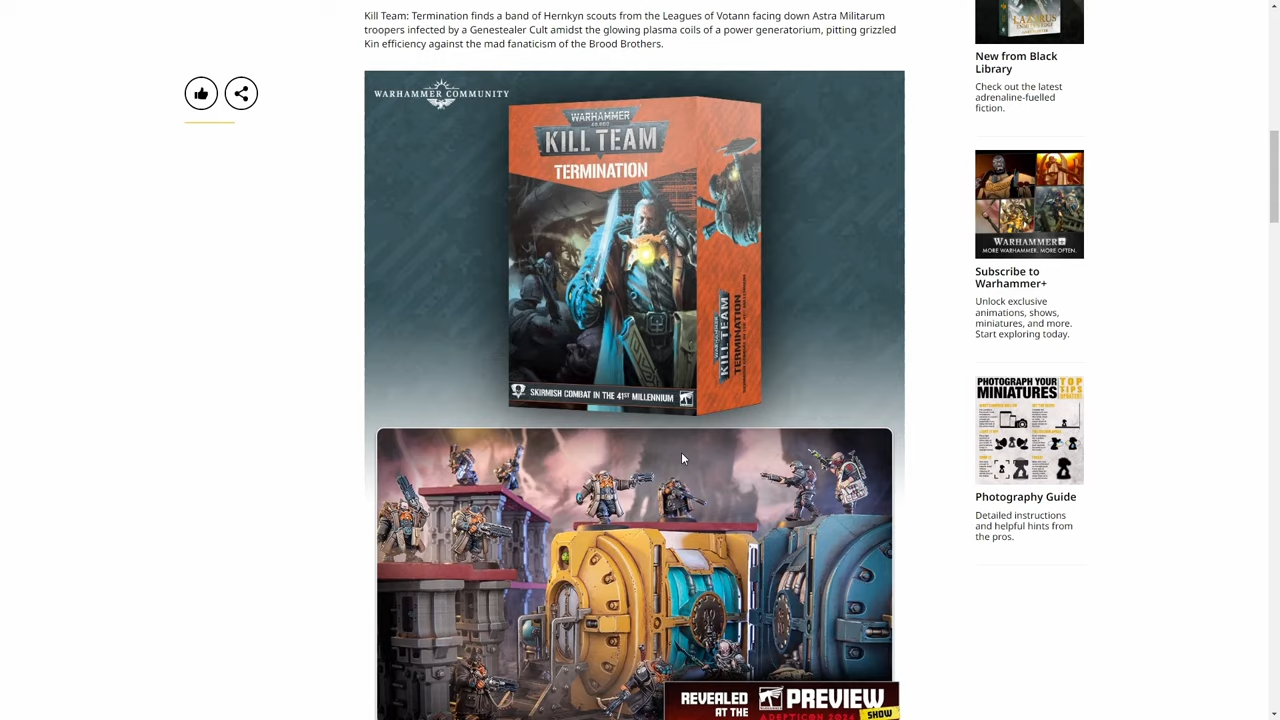 Kill Team: Termination finds a band of Hernkyn scouts from the Leagues of Votann facing down Astra Militarum
troopers infected by a Genestealer Cult amidst the glowing plasma coils of a power generatorium, pitting grizzled
Kin efficiency against the mad fanaticism of the Brood Brothers.
WARHAMMER COMMUNITY
WARHAMMER
40,000
KILL TEAM
TERMINATION
SKIRMISH COMBAT IN THE 41ST MILLENNIUM
KILL TEAM
TERMINATION
REVEALED
AT THE
PREVIEW
ADEPTICON 2024 SHOW
LAZARUS
New from Black
Library
Check out the latest
adrenaline-fuelled
fiction.
WARHAMMER+
MORE WARHAMMER. MORE OFTEN.
Subscribe to
Warhammer+
Unlock exclusive
animations, shows,
miniatures, and more.
Start exploring today.
PHOTOGRAPH YOUR
MINIATURES
TOP
TIPS
Photography Guide
Detailed instructions
and helpful hints from
the pros.